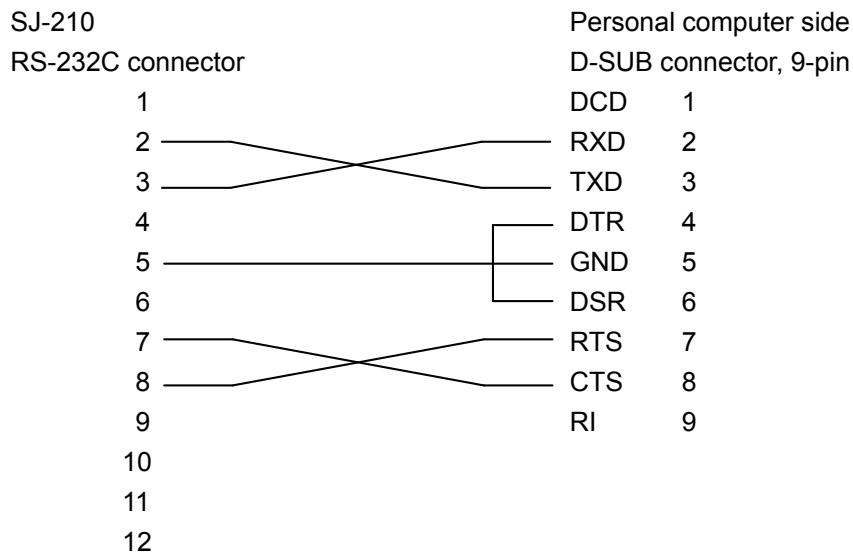 SJ-210 Personal computer side
RS-232C connector D-SUB connector, 9-pin
1 DCD 1
2 RXD 2
3 TXD 3
4 DTR 4
5 GND 5
6 DSR 6
7 RTS 7
8 CTS 8
9 RI 9
10
11
12